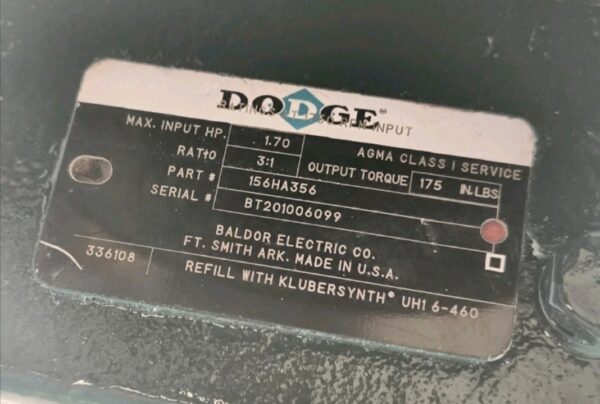 DODGE®
MAX. INPUT HP. 1.70 AGMA CLASS I SERVICE
RATIO 3:1 OUTPUT TORQUE 175 IN.LBS
PART # 156HA356
SERIAL # BT201006099
BALDOR ELECTRIC CO.
FT. SMITH ARK. MADE IN U.S.A.
336108 REFILL WITH KLUBERSYNTH® UH1 6-460